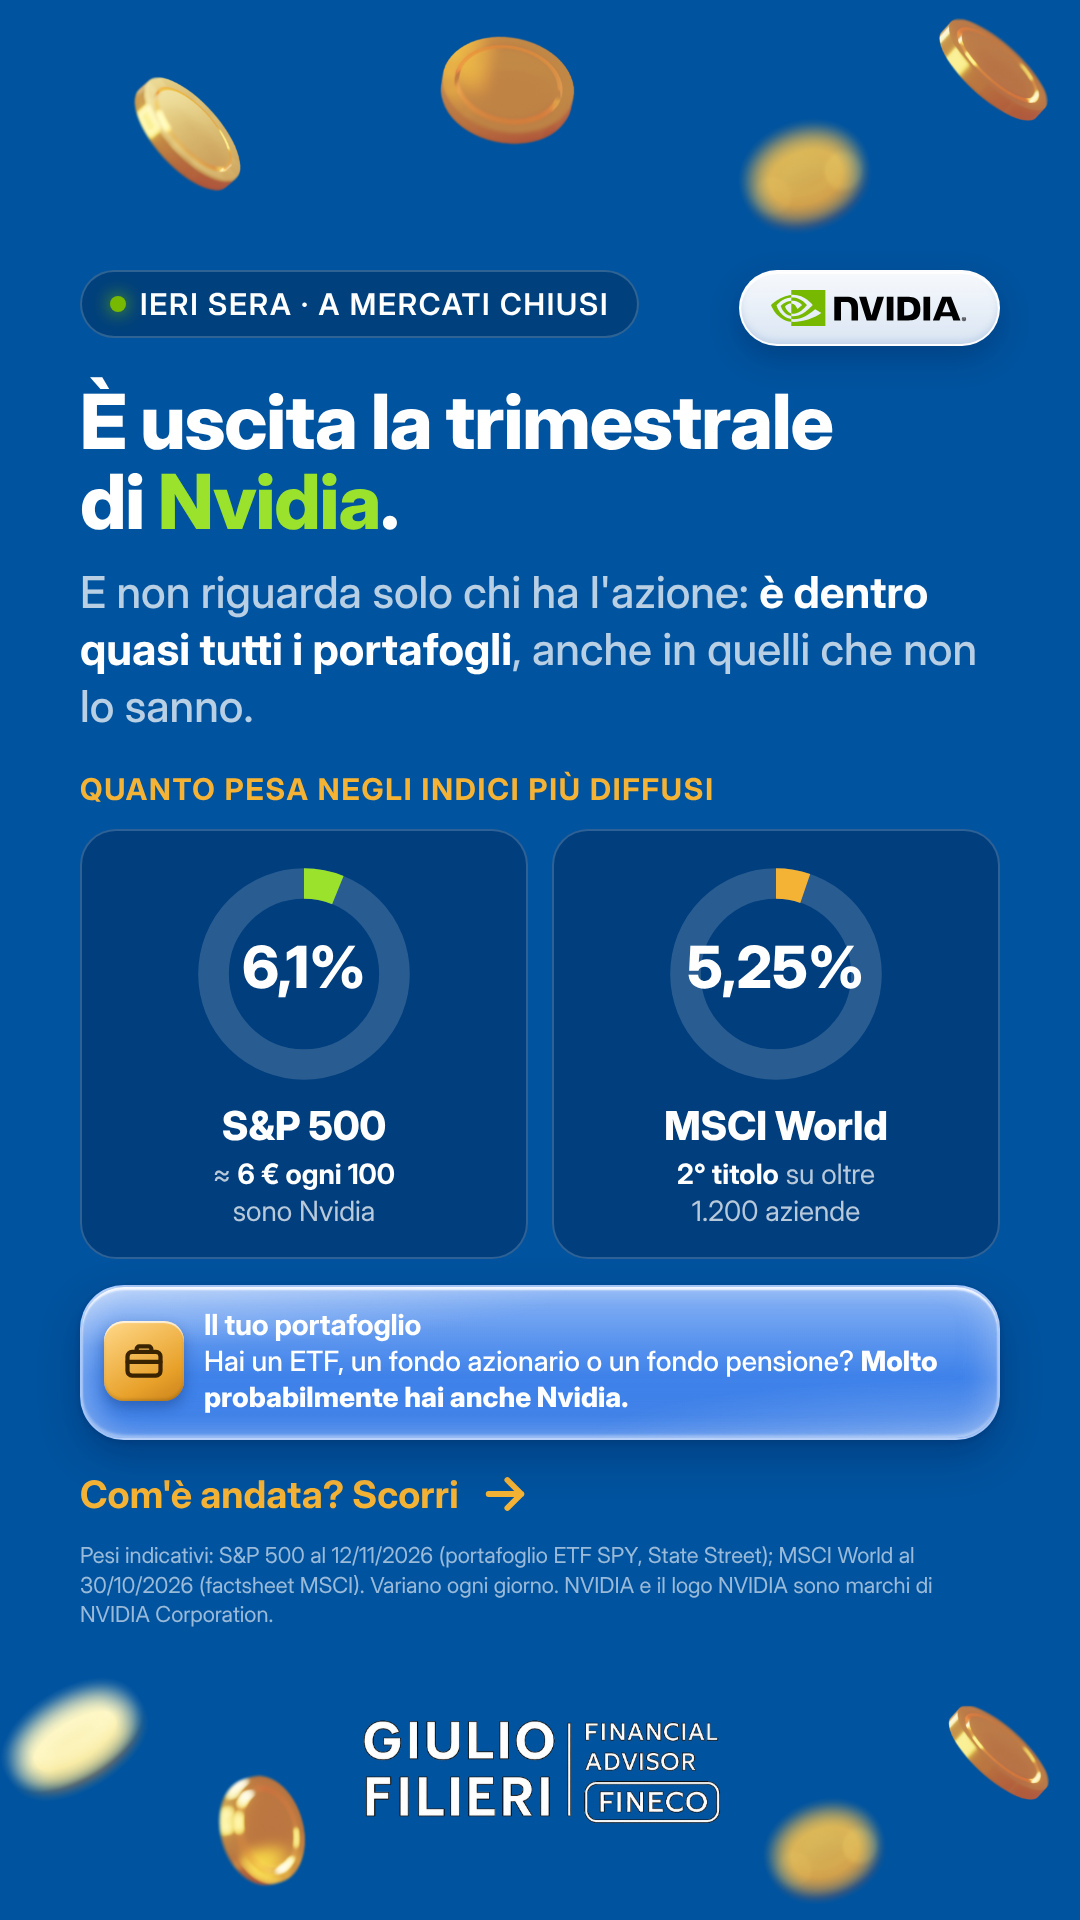 IERI SERA · A MERCATI CHIUSI
NVIDIA.
È uscita la trimestrale
di Nvidia.
E non riguarda solo chi ha l'azione: è dentro
quasi tutti i portafogli, anche in quelli che non
lo sanno.
QUANTO PESA NEGLI INDICI PIÙ DIFFUSI
6,1%
S&P 500
≈ 6 € ogni 100
sono Nvidia
5,25%
MSCI World
2° titolo su oltre
1.200 aziende
Il tuo portafoglio
Hai un ETF, un fondo azionario o un fondo pensione? Molto
probabilmente hai anche Nvidia.
Com'è andata? Scorri →
Pesi indicativi: S&P 500 al 12/11/2026 (portafoglio ETF SPY, State Street); MSCI World al
30/10/2026 (factsheet MSCI). Variano ogni giorno. NVIDIA e il logo NVIDIA sono marchi di
NVIDIA Corporation.
GIULIO
FILIERI
FINANCIAL
ADVISOR
FINECO